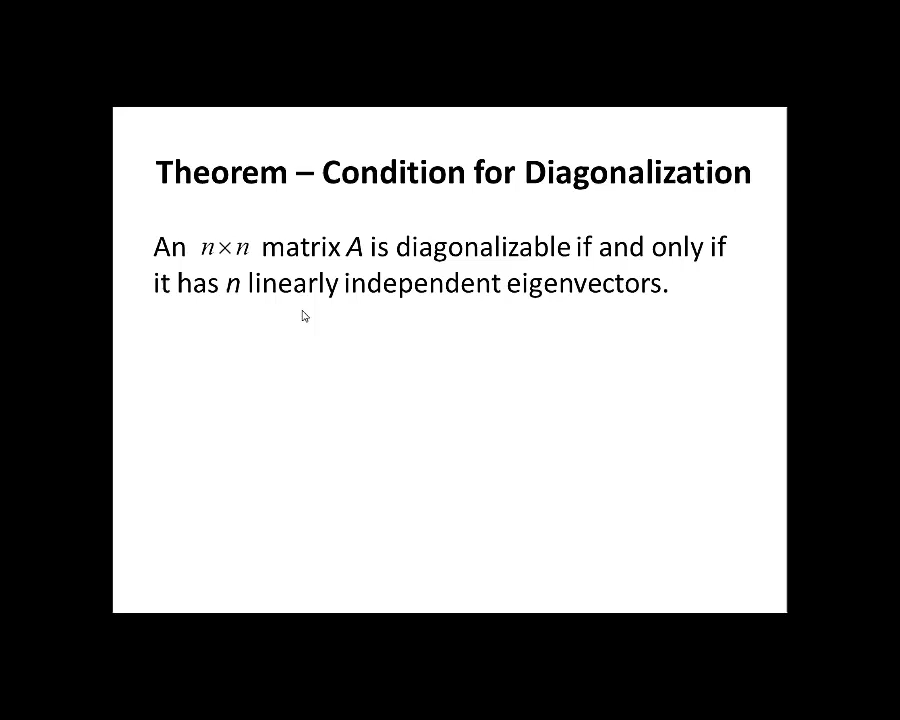 Theorem – Condition for Diagonalization
An n×n matrix A is diagonalizable if and only if
it has n linearly independent eigenvectors.